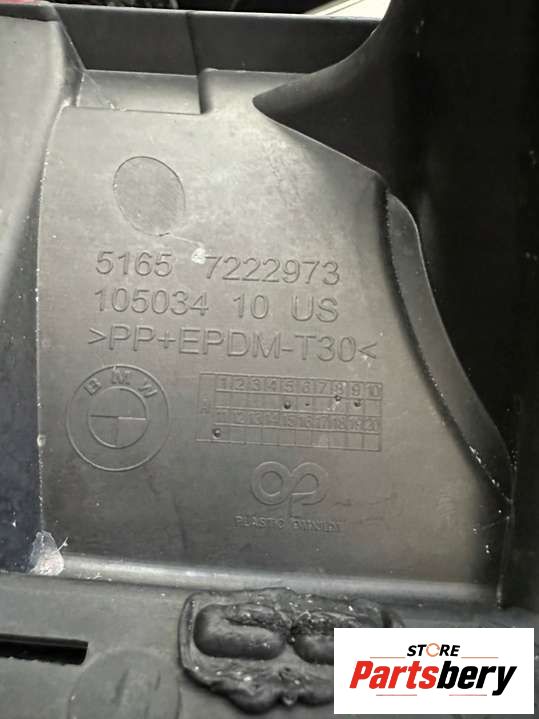 5165 7222973
105034 10 US
>PP+EPDM-T30<
BMW
1 2 3 4 5 6 7 8 9 10
A
11 12 13 14 15 16 17 18 19 20
PLASTIC OMNIUM
STORE
Partsbery